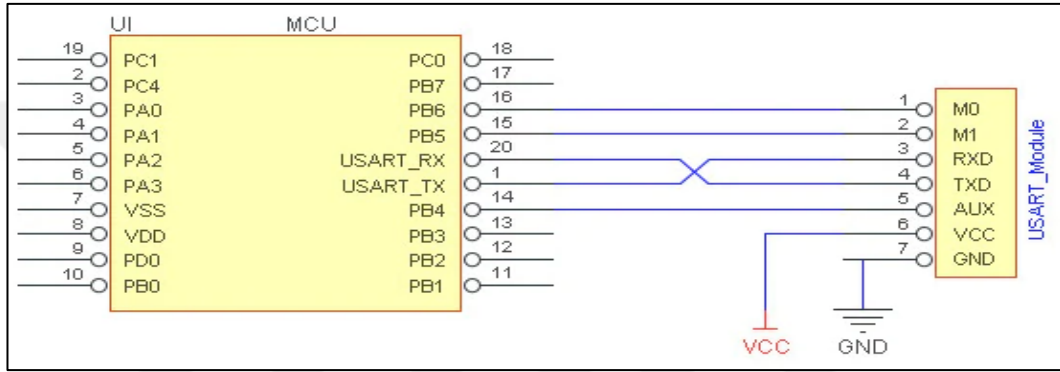 UI MCU
19 PC1 PC0 18
2 PC4 PB7 17
3 PA0 PB6 16 1 M0
4 PA1 PB5 15 2 M1
5 PA2 USART_RX 20 3 RXD
6 PA3 USART_TX 1 4 TXD
7 VSS PB4 14 5 AUX
8 VDD PB3 13 6 VCC
9 PD0 PB2 12 7 GND
10 PB0 PB1 11
USART_Module
VCC GND